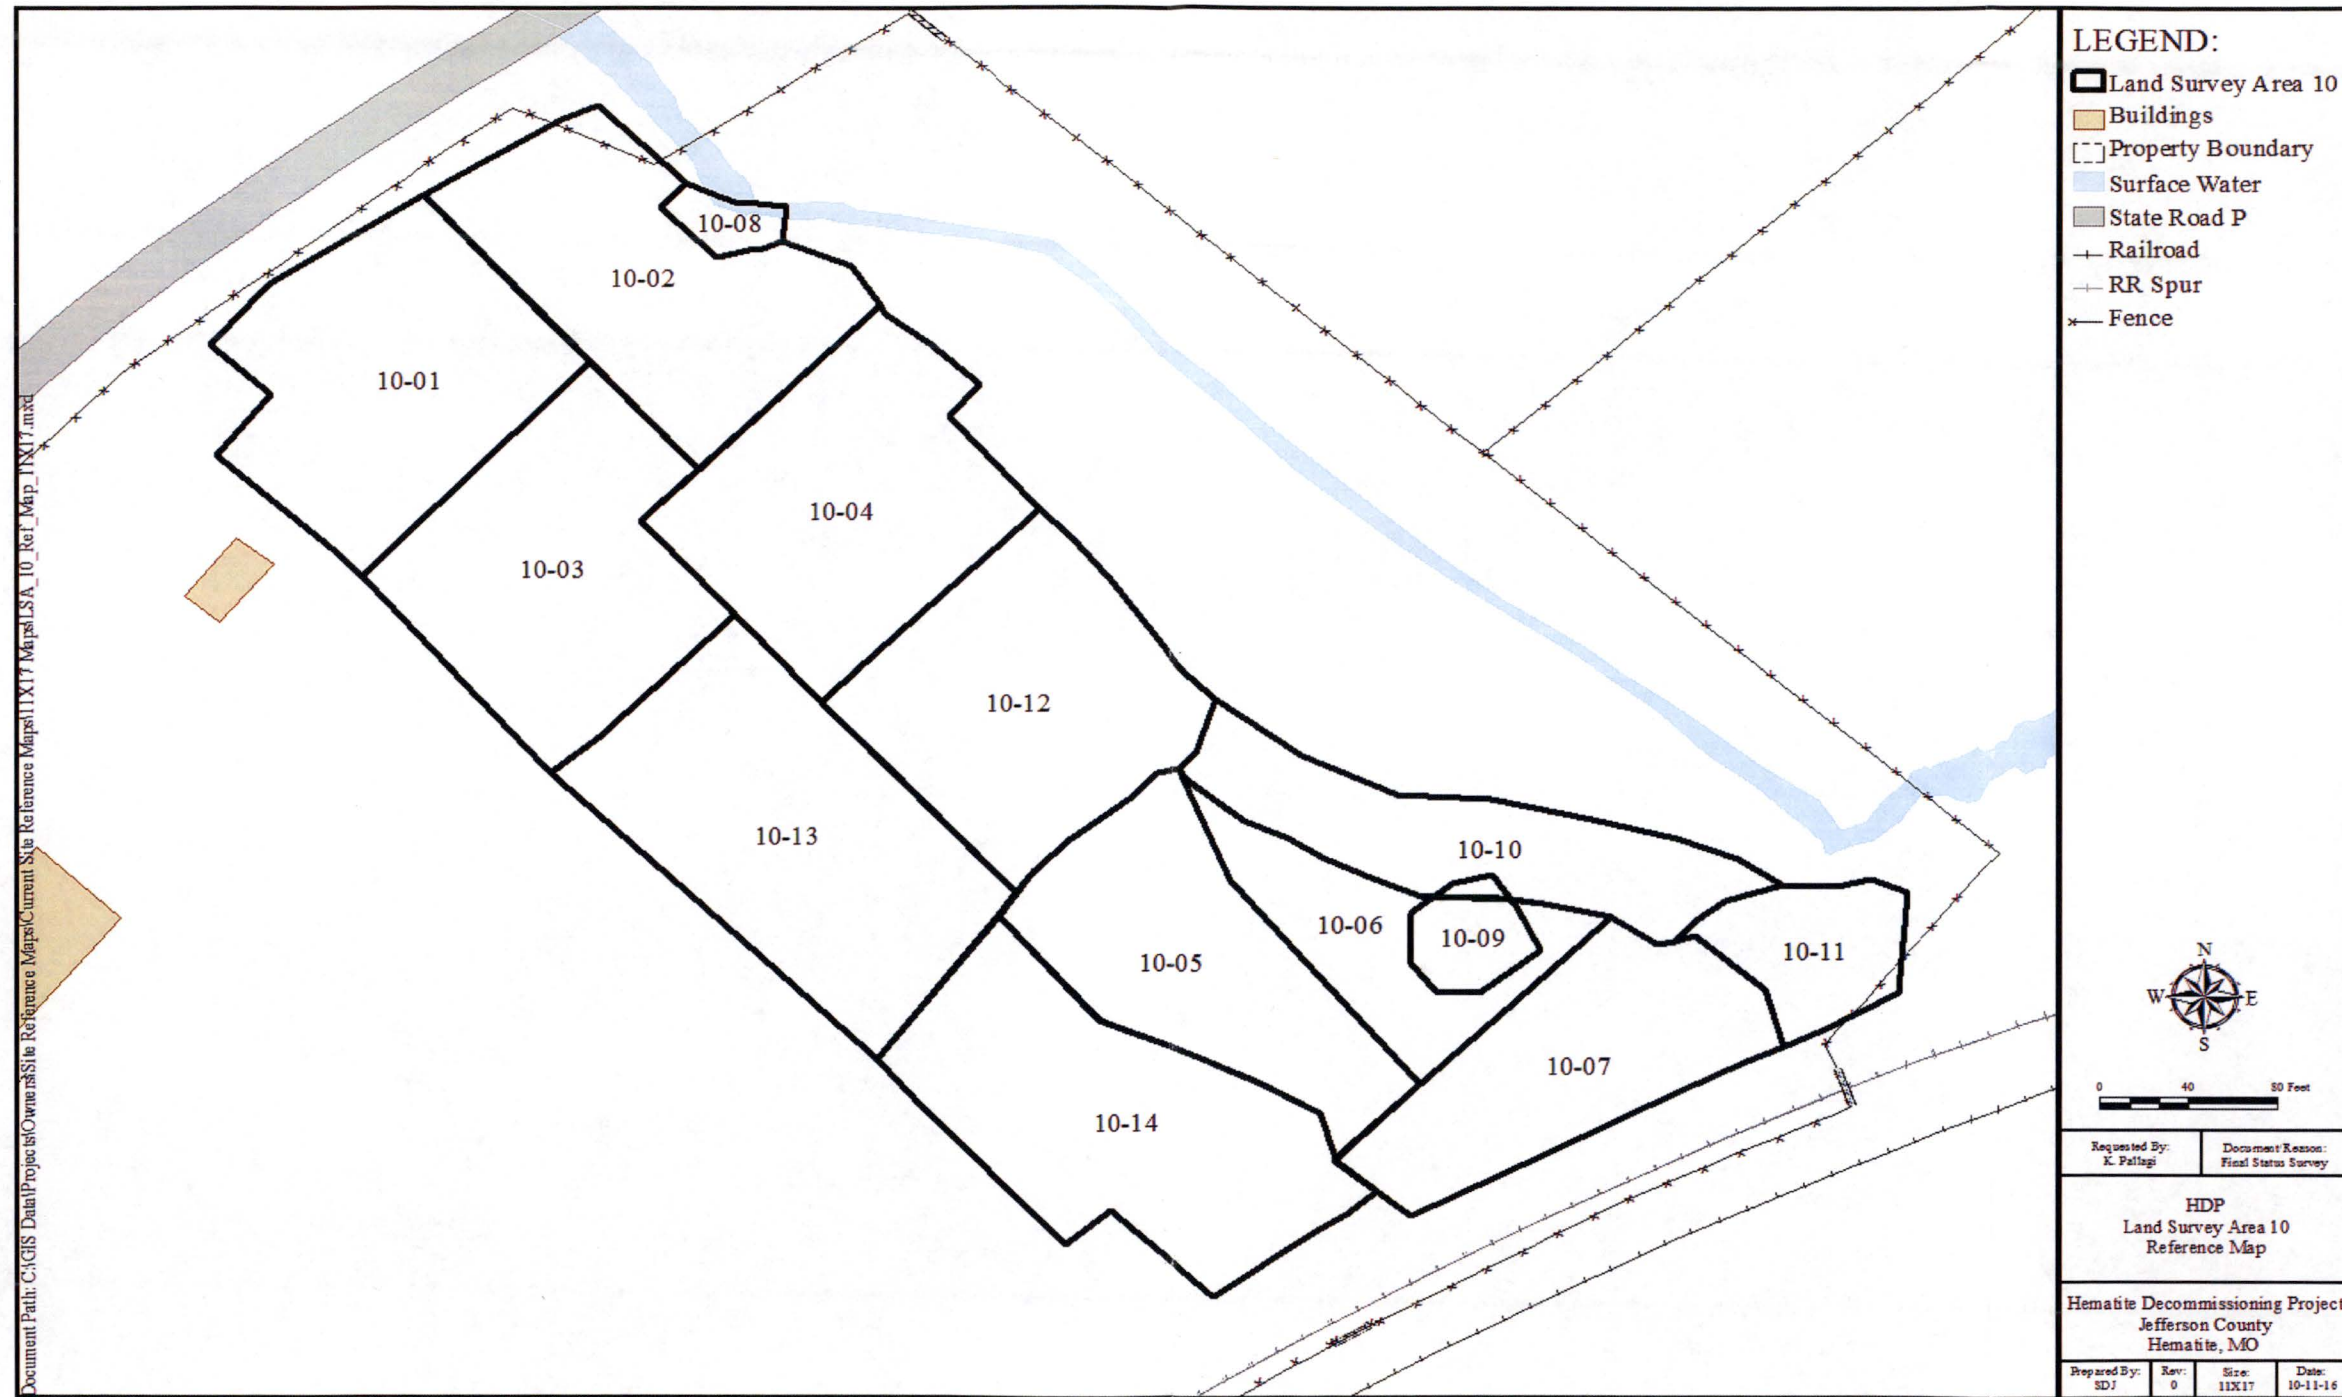 10-08
10-02
10-01
10-04
10-03
10-12
10-13
10-10
10-06
10-09
10-05
10-11
10-07
10-14
Document Path: C:\GIS Data\Projects\Owners\Site Reference Maps\Current Site Reference Maps\11X17 Maps\LSA_10_Ref_Map_11X17.mxd
LEGEND:
Land Survey Area 10
Buildings
Property Boundary
Surface Water
State Road P
Railroad
RR Spur
Fence
N
W E
S
0 40 80 Feet
Requested By:
K. Pallagi
Document Reason:
Final Status Survey
HDP
Land Survey Area 10
Reference Map
Hematite Decommissioning Project
Jefferson County
Hematite, MO
Prepared By:
SDJ
Rev:
0
Size:
11X17
Date:
10-11-16